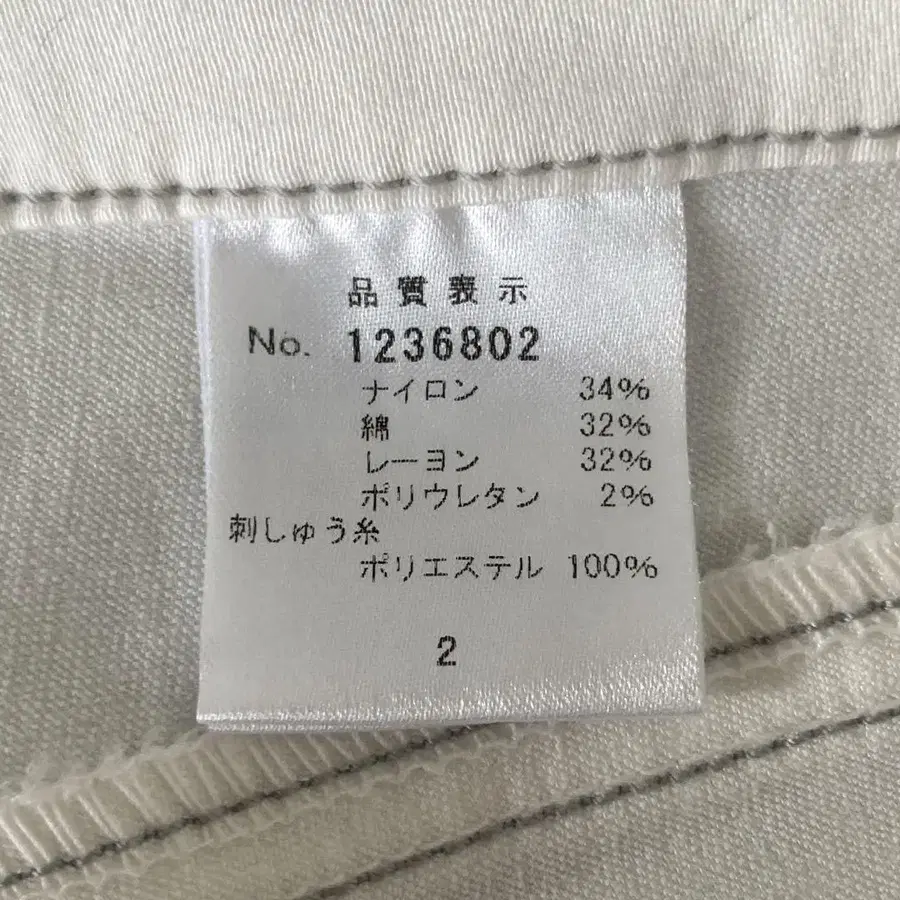 品質表示
No. 1236802
ナイロン 34%
綿 32%
レーヨン 32%
ポリウレタン 2%
刺しゅう糸
ポリエステル 100%
2